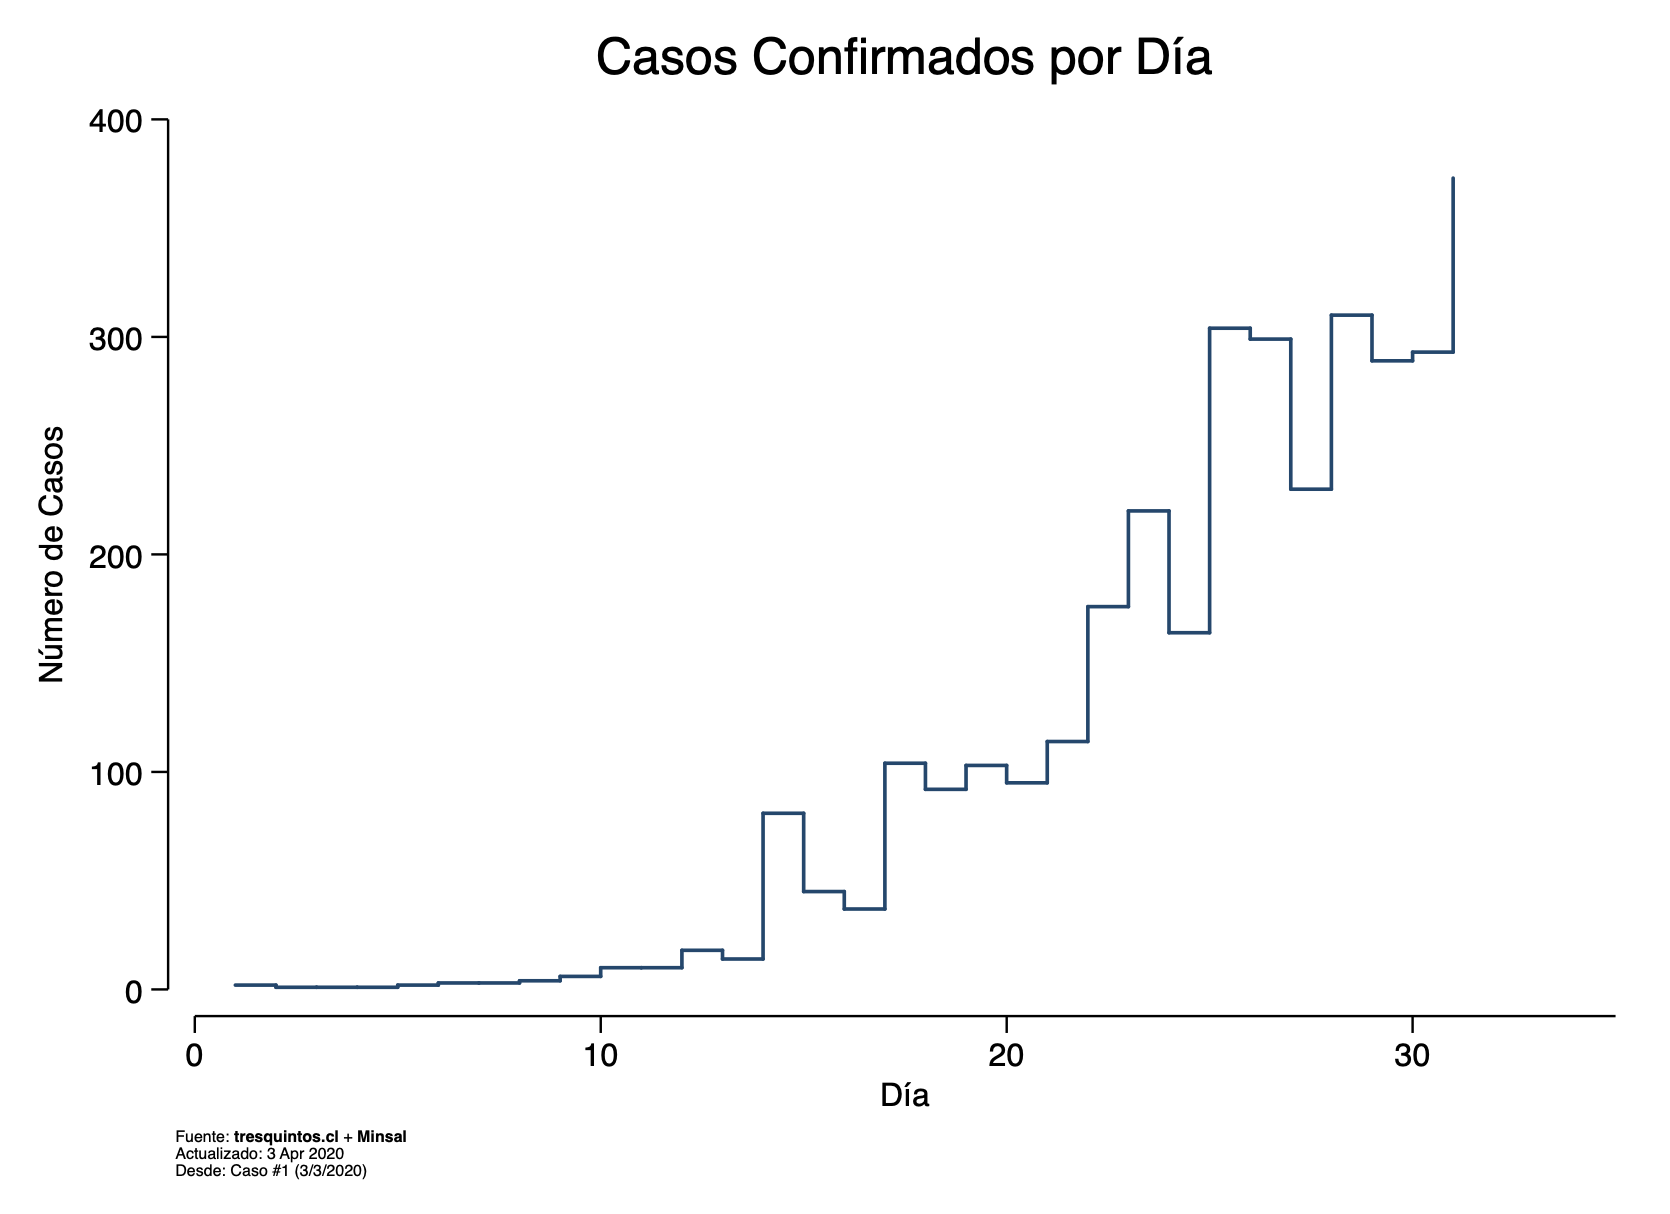 Casos Confirmados por Día
400
300
200
100
0
Número de Casos
0 10 20 30
Día
Fuente: tresquintos.cl + Minsal
Actualizado: 3 Apr 2020
Desde: Caso #1 (3/3/2020)